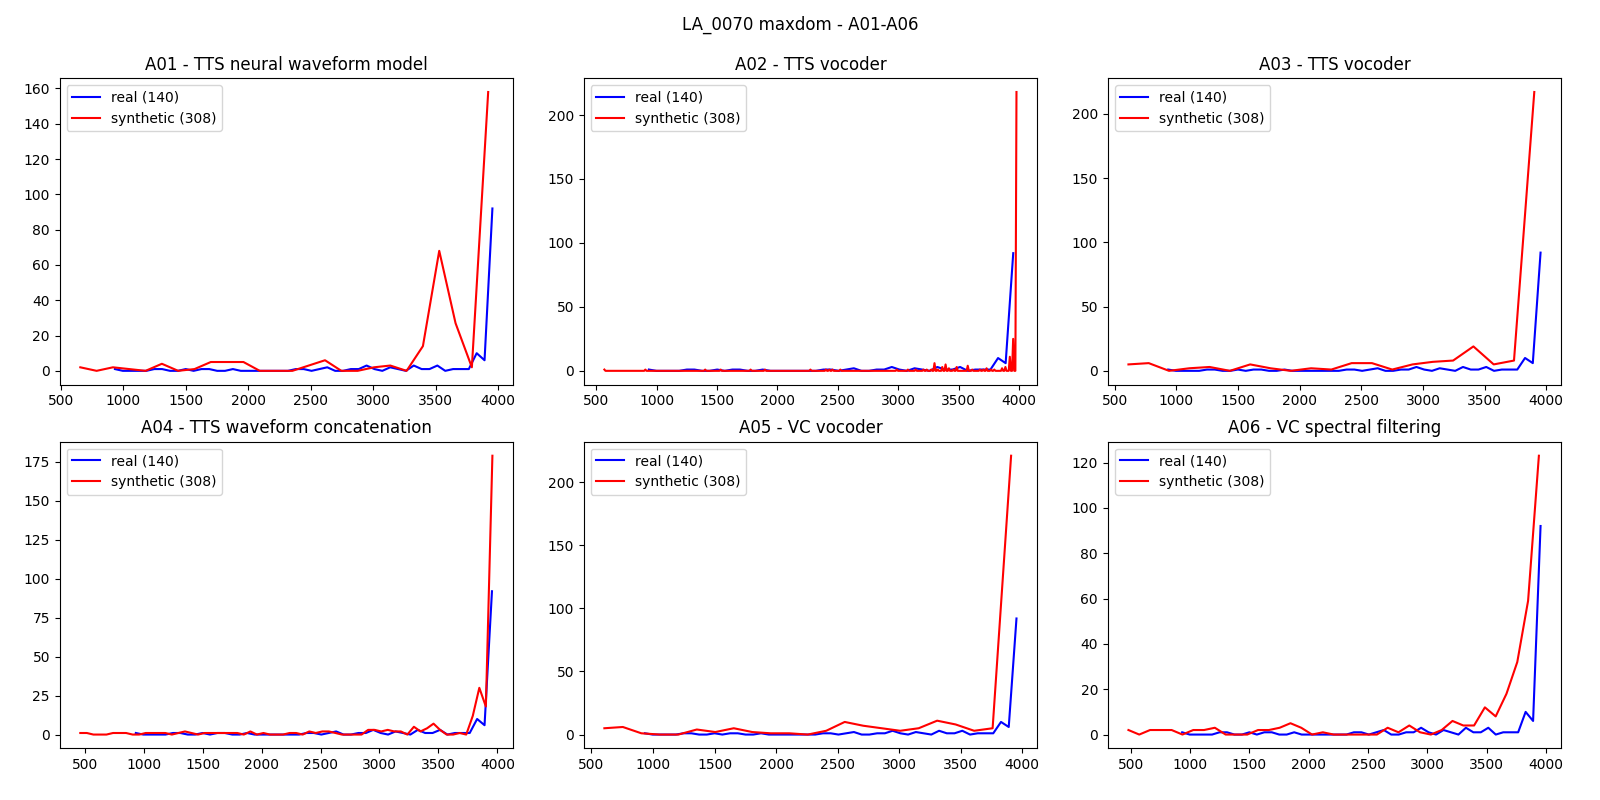 LA_0070 maxdom - A01-A06
A01 - TTS neural waveform model
real (140)
synthetic (308)
160
140
120
100
80
60
40
20
0
500 1000 1500 2000 2500 3000 3500 4000
A02 - TTS vocoder
real (140)
synthetic (308)
200
150
100
50
0
500 1000 1500 2000 2500 3000 3500 4000
A03 - TTS vocoder
real (140)
synthetic (308)
200
150
100
50
0
500 1000 1500 2000 2500 3000 3500 4000
A04 - TTS waveform concatenation
real (140)
synthetic (308)
175
150
125
100
75
50
25
0
500 1000 1500 2000 2500 3000 3500 4000
A05 - VC vocoder
real (140)
synthetic (308)
200
150
100
50
0
500 1000 1500 2000 2500 3000 3500 4000
A06 - VC spectral filtering
real (140)
synthetic (308)
120
100
80
60
40
20
0
500 1000 1500 2000 2500 3000 3500 4000